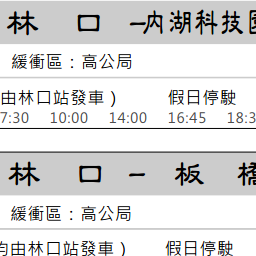 林 口 -內湖科技園
緩衝區：高公局
由林口站發車） 假日停駛
7:30 10:00 14:00 16:45 18:3
林 口 - 板 橋
緩衝區：高公局
均由林口站發車） 假日停駛